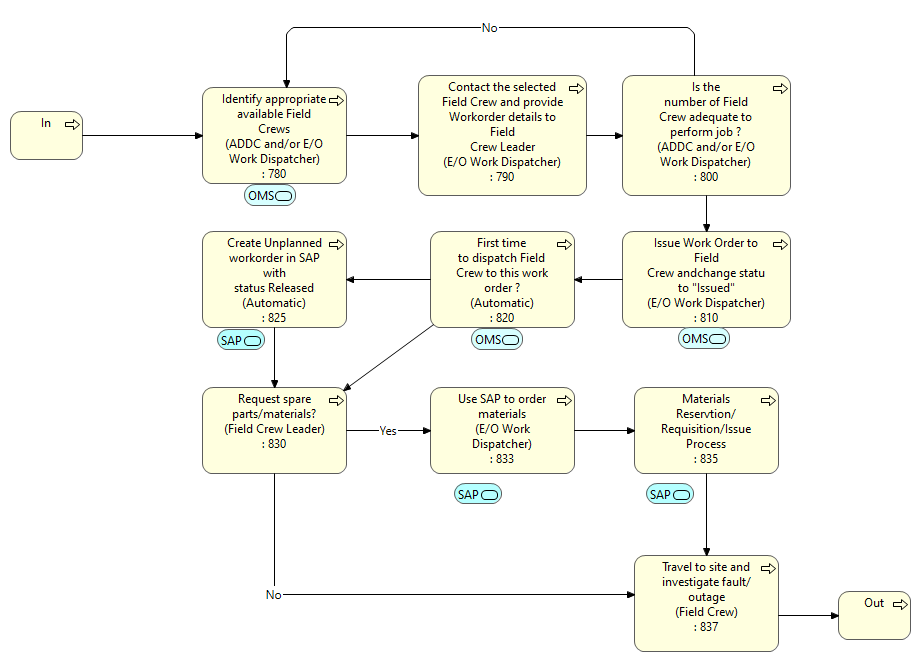 No
In
Identify appropriate
available Field
Crews
(ADDC and/or E/O
Work Dispatcher)
: 780
OMS
Contact the selected
Field Crew and provide
Workorder details to
Field
Crew Leader
(E/O Work Dispatcher)
: 790
Is the
number of Field
Crew adequate to
perform job ?
(ADDC and/or E/O
Work Dispatcher)
: 800
Create Unplanned
workorder in SAP
with
status Released
(Automatic)
: 825
SAP
First time
to dispatch Field
Crew to this work
order ?
(Automatic)
: 820
OMS
Issue Work Order to
Field
Crew andchange statu
to "Issued"
(E/O Work Dispatcher)
: 810
OMS
Request spare
parts/materials?
(Field Crew Leader)
: 830
Yes
Use SAP to order
materials
(E/O Work
Dispatcher)
: 833
SAP
Materials
Reservtion/
Requisition/Issue
Process
: 835
SAP
No
Travel to site and
investigate fault/
outage
(Field Crew)
: 837
Out